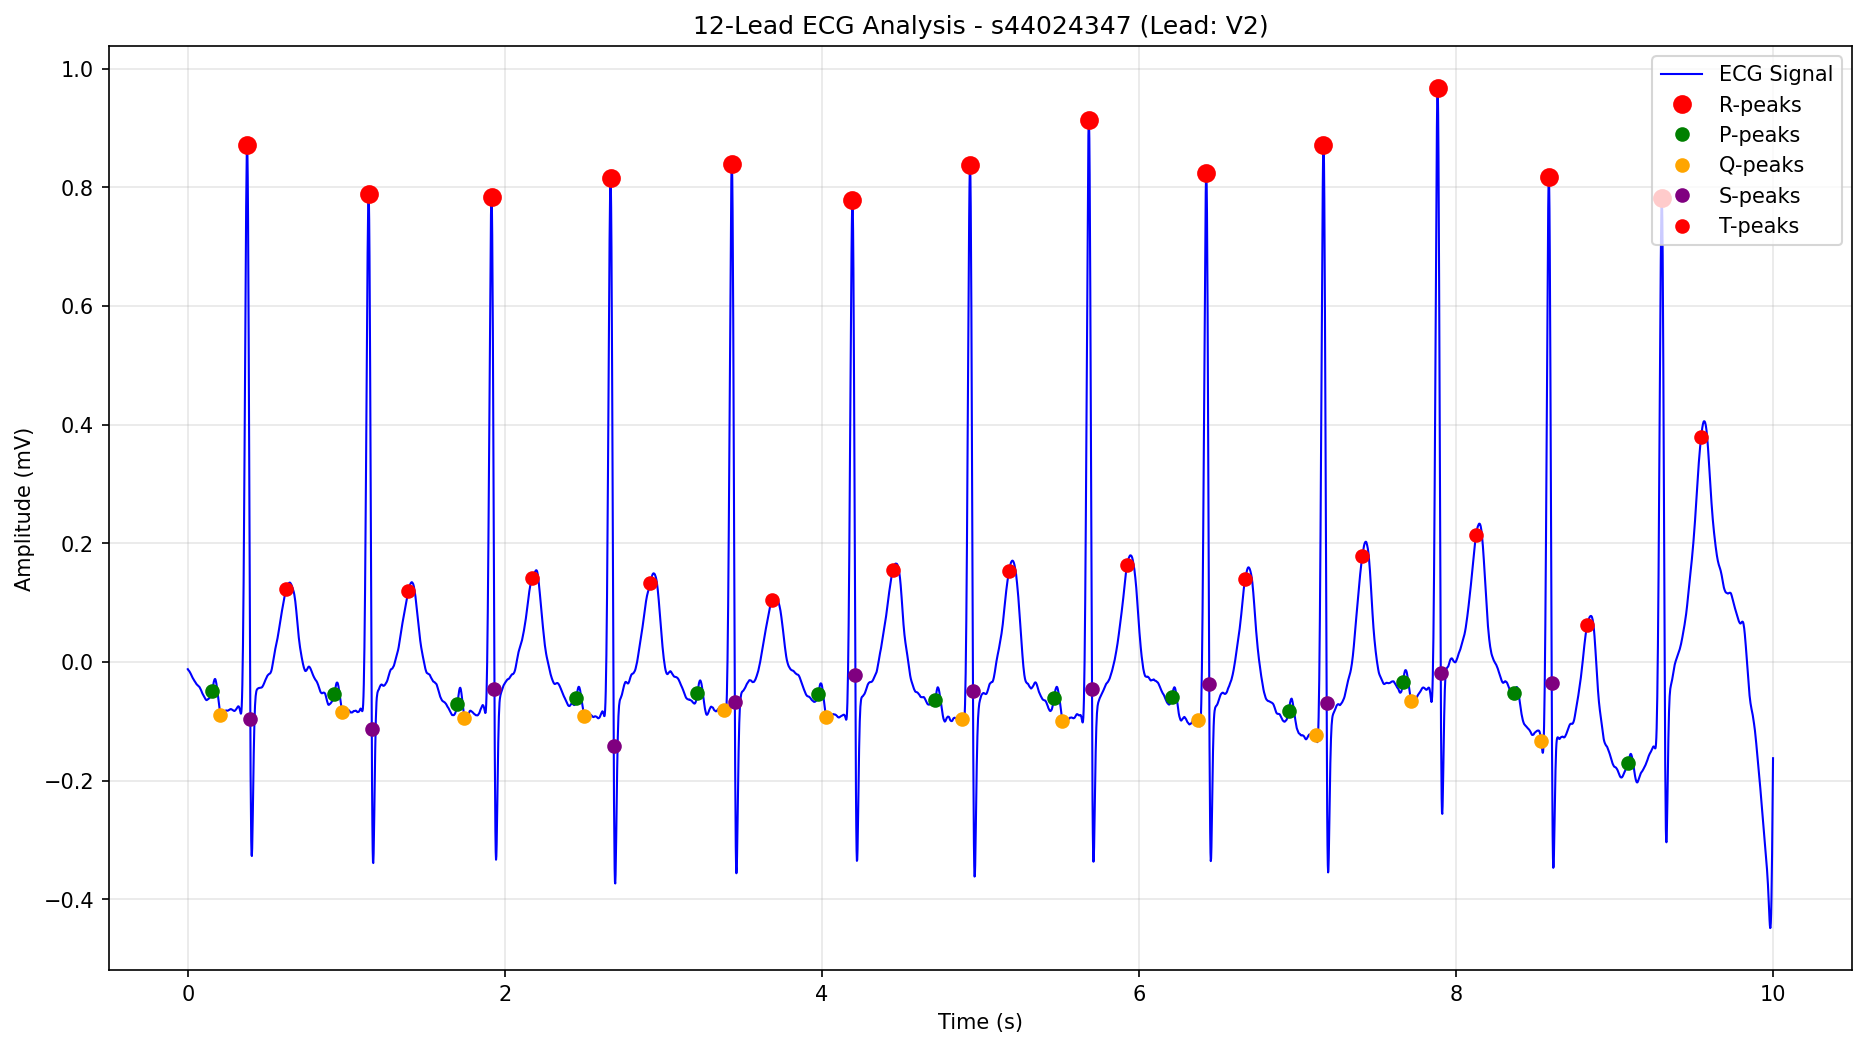 12-Lead ECG Analysis - s44024347 (Lead: V2)
ECG Signal
R-peaks
P-peaks
Q-peaks
S-peaks
T-peaks
1.0
0.8
0.6
0.4
0.2
0.0
−0.2
−0.4
Amplitude (mV)
0 2 4 6 8 10
Time (s)